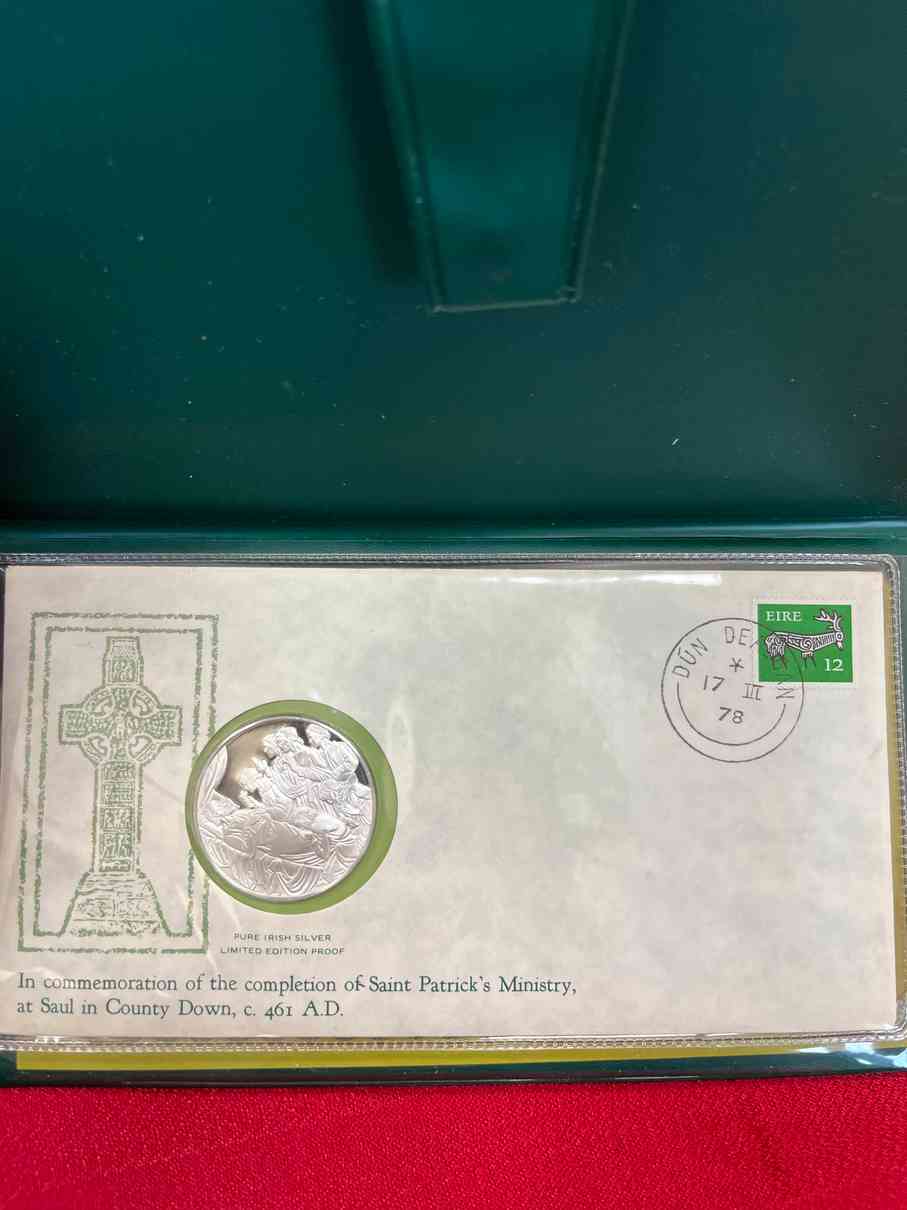 EIRE
12
DÚN DEALGAN
17 III
78
PURE IRISH SILVER
LIMITED EDITION PROOF
In commemoration of the completion of Saint Patrick's Ministry,
at Saul in County Down, c. 461 A.D.